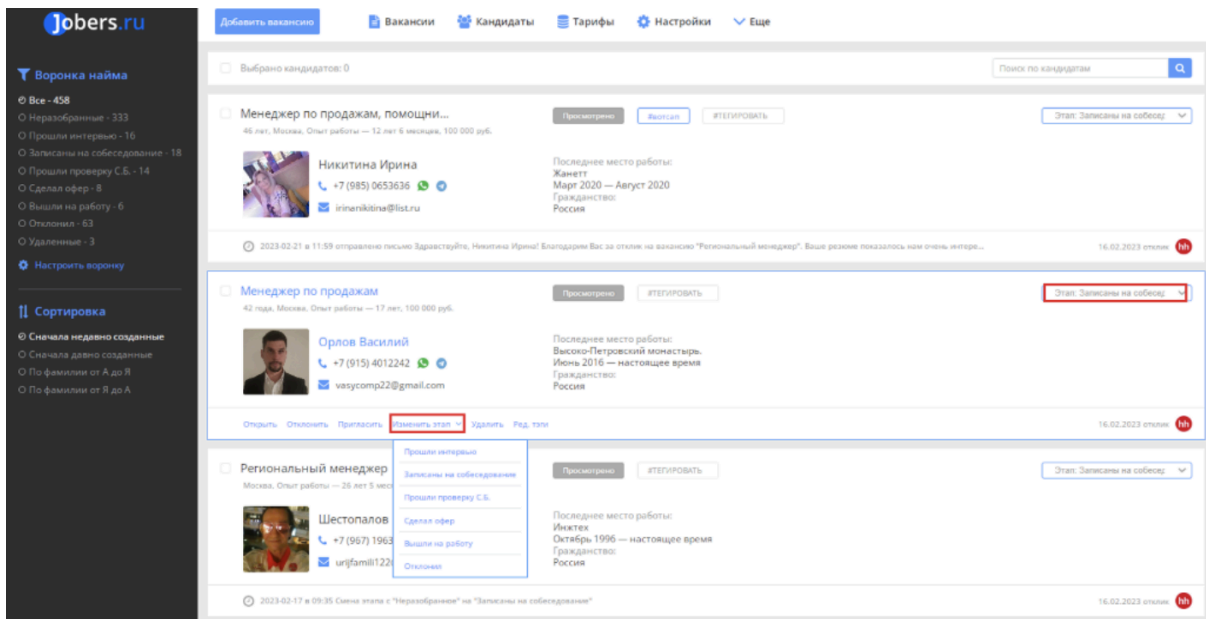 Jobers.ru
Добавить вакансию
Вакансии
Кандидаты
Тарифы
Настройки
Еще
Воронка найма
Все - 458
Неразобранные - 333
Прошли интервью - 16
Записаны на собеседование - 18
Прошли проверку С.Б. - 14
Сделал офер - 8
Вышли на работу - 6
Отклонил - 63
Удаленные - 3
Настроить воронку
Сортировка
Сначала недавно созданные
Сначала давно созданные
По фамилии от А до Я
По фамилии от Я до А
Выбрано кандидатов: 0
Поиск по кандидатам
Менеджер по продажам, помощни...
Просмотрено
#вотсап
#ТЕГИРОВАТЬ
Этап: Записаны на собесед
46 лет, Москва, Опыт работы — 12 лет 6 месяцев, 100 000 руб.
Никитина Ирина
+7 (985) 0653636
irinanikitina@list.ru
Последнее место работы:
Жанетт
Март 2020 — Август 2020
Гражданство:
Россия
2023-02-21 в 11:59 отправлено письмо Здравствуйте, Никитина Ирина! Благодарим Вас за отклик на вакансию "Региональный менеджер". Ваше резюме показалось нам очень интере...
16.02.2023 отклик
hh
Менеджер по продажам
Просмотрено
#ТЕГИРОВАТЬ
Этап: Записаны на собесед
42 года, Москва, Опыт работы — 17 лет, 100 000 руб.
Орлов Василий
+7 (915) 4012242
vasycomp22@gmail.com
Последнее место работы:
Высоко-Петровский монастырь.
Июнь 2016 — настоящее время
Гражданство:
Россия
Открыть
Отклонить
Пригласить
Изменить этап
Удалить
Ред. тэги
16.02.2023 отклик
hh
Прошли интервью
Записаны на собеседование
Прошли проверку С.Б.
Сделал офер
Вышли на работу
Отклонил
Региональный менеджер
Просмотрено
#ТЕГИРОВАТЬ
Этап: Записаны на собесед
Москва, Опыт работы — 26 лет 5 меся
Шестопалов
+7 (967) 1963
urijfamili122
Последнее место работы:
Инжтех
Октябрь 1996 — настоящее время
Гражданство:
Россия
2023-02-17 в 09:35 Смена этапа с "Неразобранное" на "Записаны на собеседование"
16.02.2023 отклик
hh